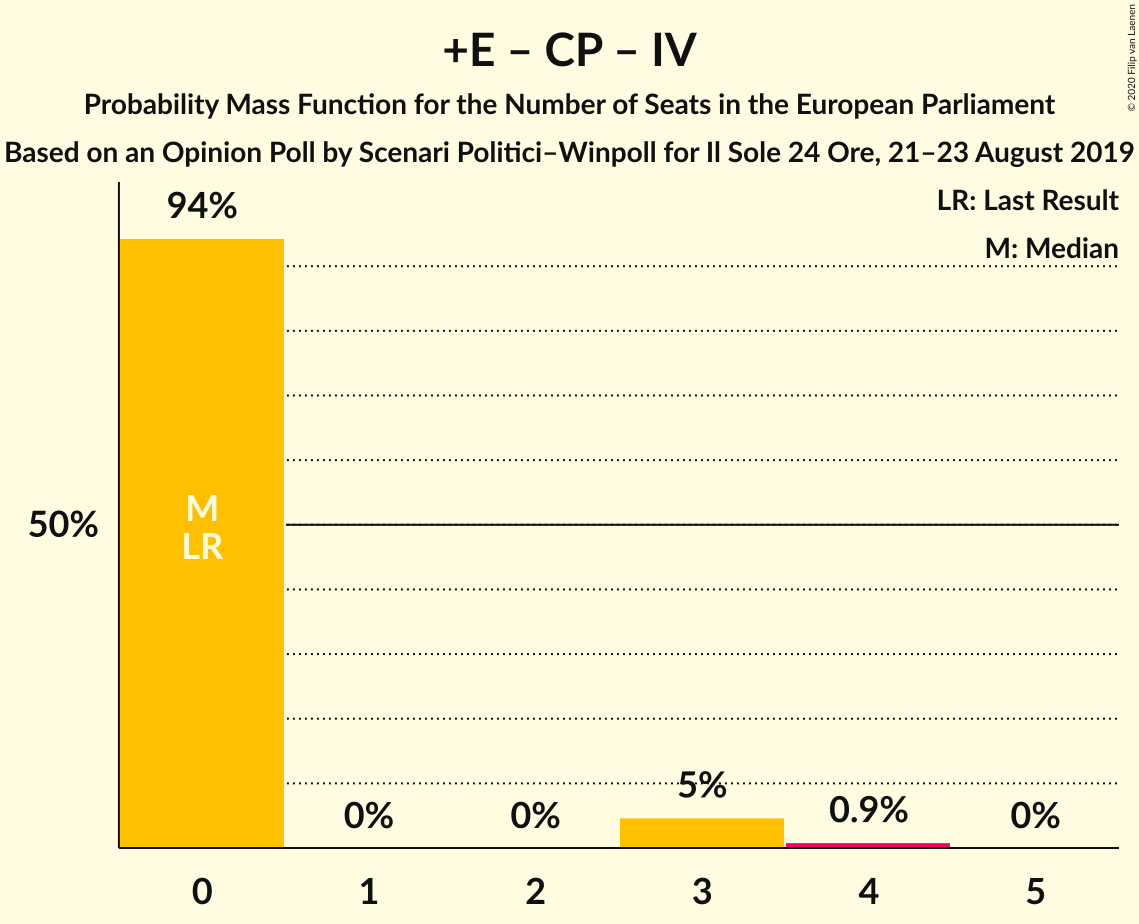 +E – CP – IV
Probability Mass Function for the Number of Seats in the European Parliament
Based on an Opinion Poll by Scenari Politici–Winpoll for Il Sole 24 Ore, 21–23 August 2019
© 2020 Filip van Laenen
LR: Last Result
M: Median
94%
50%
M
LR
0%
0%
5%
0.9%
0%
0 1 2 3 4 5